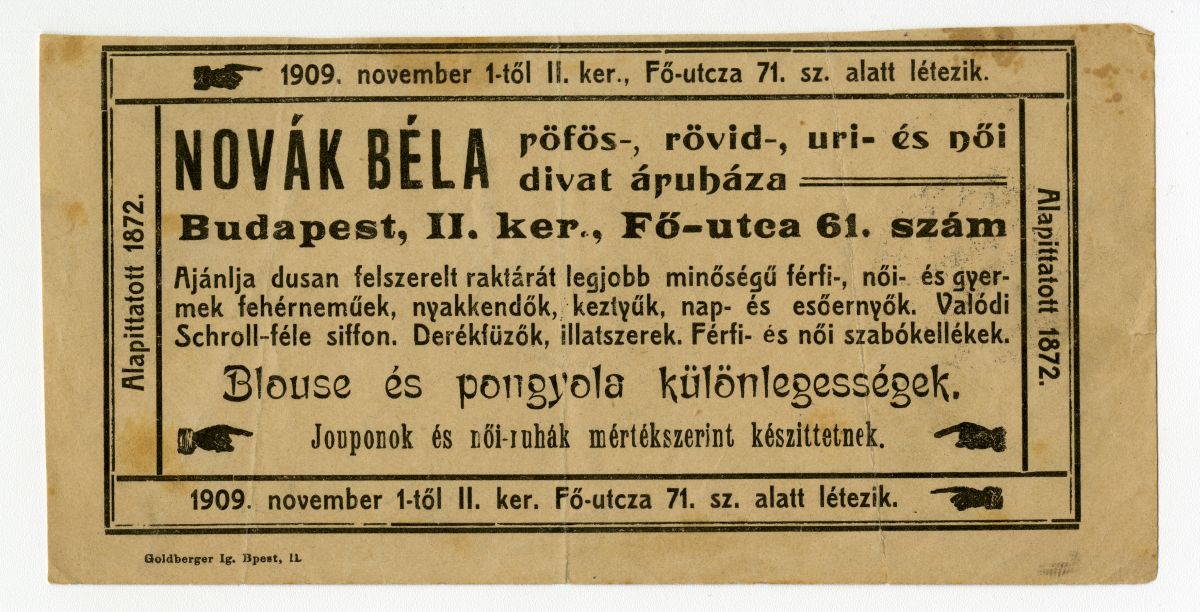 1909. november 1-től II. ker., Fő-utcza 71. sz. alatt létezik.
Alapittatott 1872.
NOVÁK BÉLA
röfös-, rövid-, uri- és női
divat áruháza
Budapest, II. ker., Fő-utca 61. szám
Ajánlja dusan felszerelt raktárát legjobb minőségű férfi-, női- és gyer-
mek fehérneműek, nyakkendők, keztyűk, nap- és esőernyők. Valódi
Schroll-féle siffon. Derékfüzők, illatszerek. Férfi- és női szabókellékek.
Blouse és pongyola különlegességek.
Jouponok és női-ruhák mértékszerint készittetnek.
Alapittatott 1872.
1909. november 1-től II. ker. Fő-utcza 71. sz. alatt létezik.
Goldberger Ig. Bpest, II.